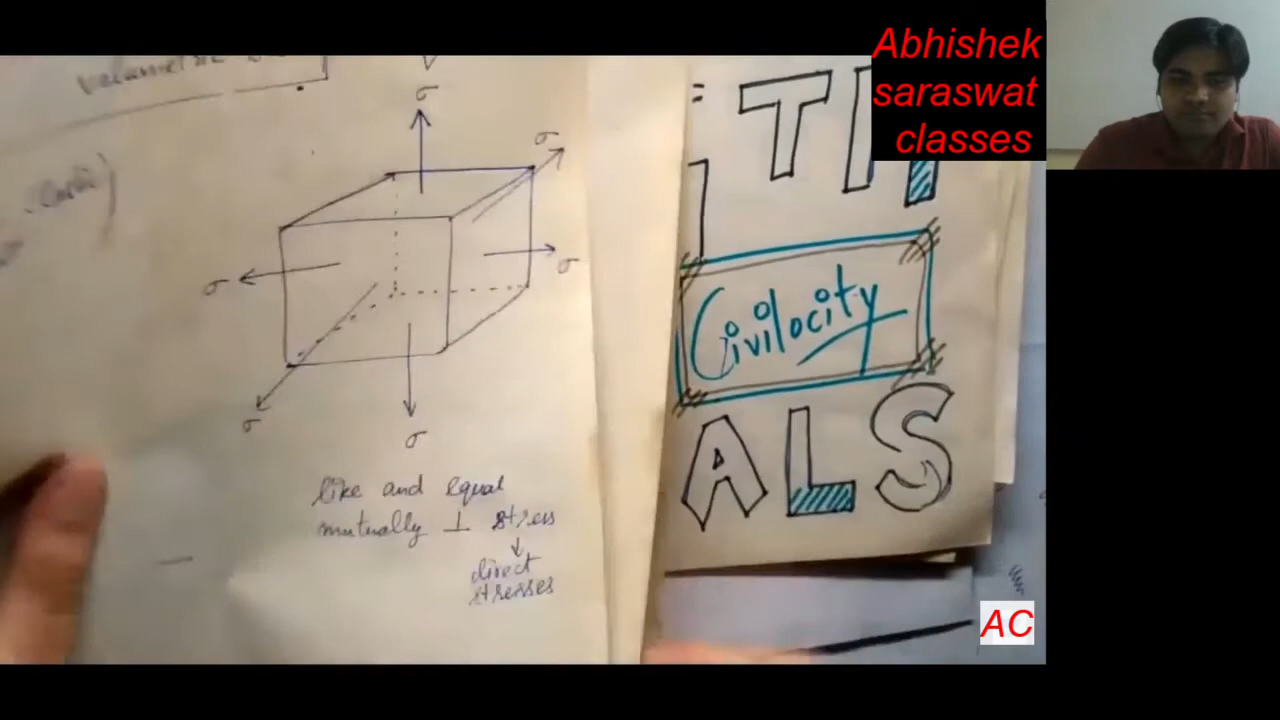 Abhishek
saraswat
classes
σ
σ
σ
σ
σ
σ
like and equal
mutually ⊥ stress
↓
direct
stresses
Civilocity
ALS
AC